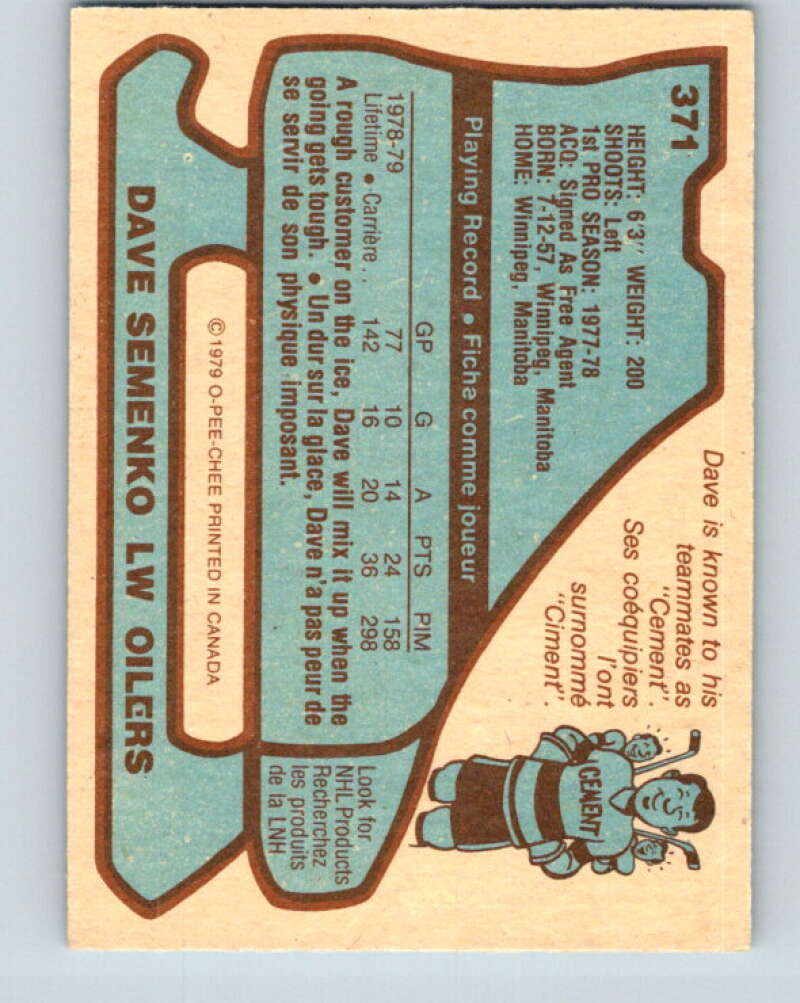 371
HEIGHT: 6'3" WEIGHT: 200
SHOOTS: Left
1st PRO SEASON: 1977-78
ACQ: Signed As Free Agent
BORN: 7-12-57, Winnipeg, Manitoba
HOME: Winnipeg, Manitoba
Dave is known to his
teammates as
"Cement".
Ses coéquipiers
l'ont
surnommé
"Ciment".
CEMENT
Playing Record • Fiche comme joueur
GP G A PTS PIM
1978-79 77 10 14 24 158
Lifetime • Carrière .. 142 16 20 36 298
A rough customer on the ice, Dave will mix it up when the
going gets tough. • Un dur sur la glace, Dave n'a pas peur de
se servir de son physique imposant.
Look for
NHL Products
Recherchez
les produits
de la LNH
© 1979 O-PEE-CHEE PRINTED IN CANADA
DAVE SEMENKO LW OILERS